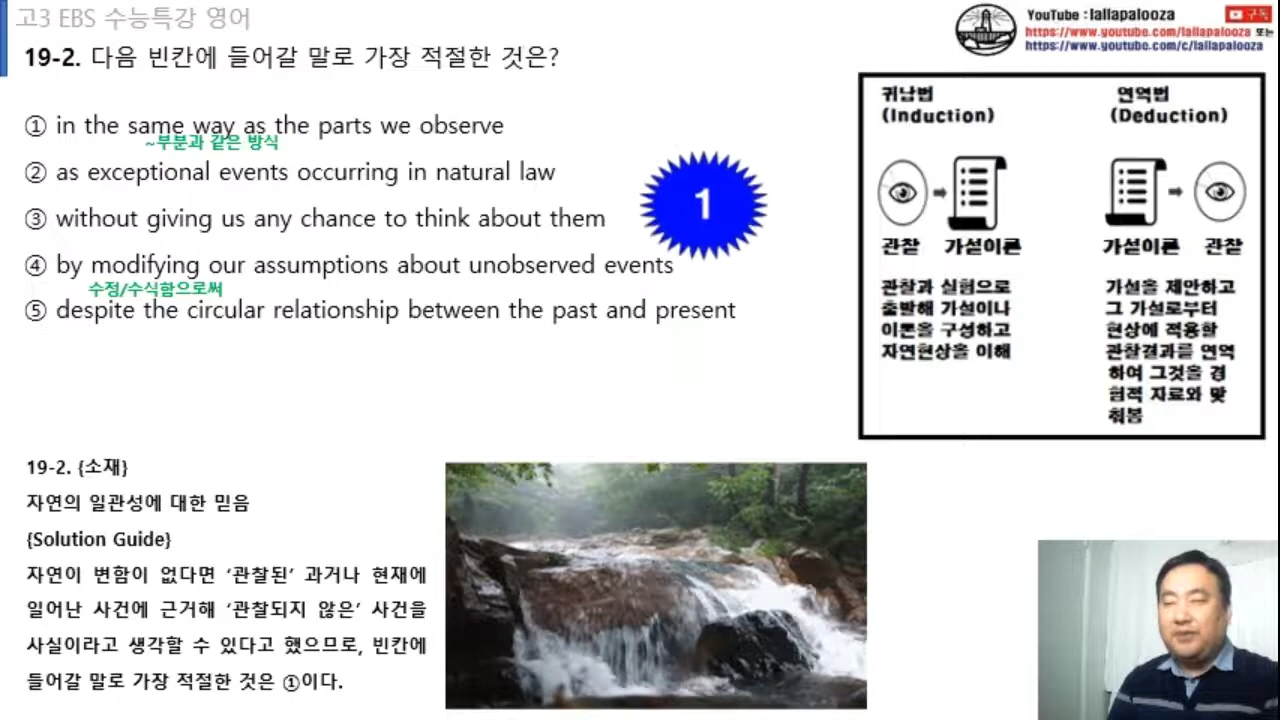 고3 EBS 수능특강 영어
19-2. 다음 빈칸에 들어갈 말로 가장 적절한 것은?
YouTube : lallapalooza
구독
https://www.youtube.com/lallapalooza 또는
https://www.youtube.com/c/lallapalooza
① in the same way as the parts we observe
~부분과 같은 방식
② as exceptional events occurring in natural law
③ without giving us any chance to think about them
④ by modifying our assumptions about unobserved events
수정/수식함으로써
⑤ despite the circular relationship between the past and present
1
귀납법
(Induction)
관찰 가설이론
관찰과 실험으로
출발해 가설이나
이론을 구성하고
자연현상을 이해
연역법
(Deduction)
가설이론 관찰
가설을 제안하고
그 가설로부터
현상에 적용할
관찰결과를 연역
하여 그것을 경
험적 자료와 맞
춰봄
19-2. {소재}
자연의 일관성에 대한 믿음
{Solution Guide}
자연이 변함이 없다면 ‘관찰된’ 과거나 현재에
일어난 사건에 근거해 ‘관찰되지 않은’ 사건을
사실이라고 생각할 수 있다고 했으므로, 빈칸에
들어갈 말로 가장 적절한 것은 ①이다.